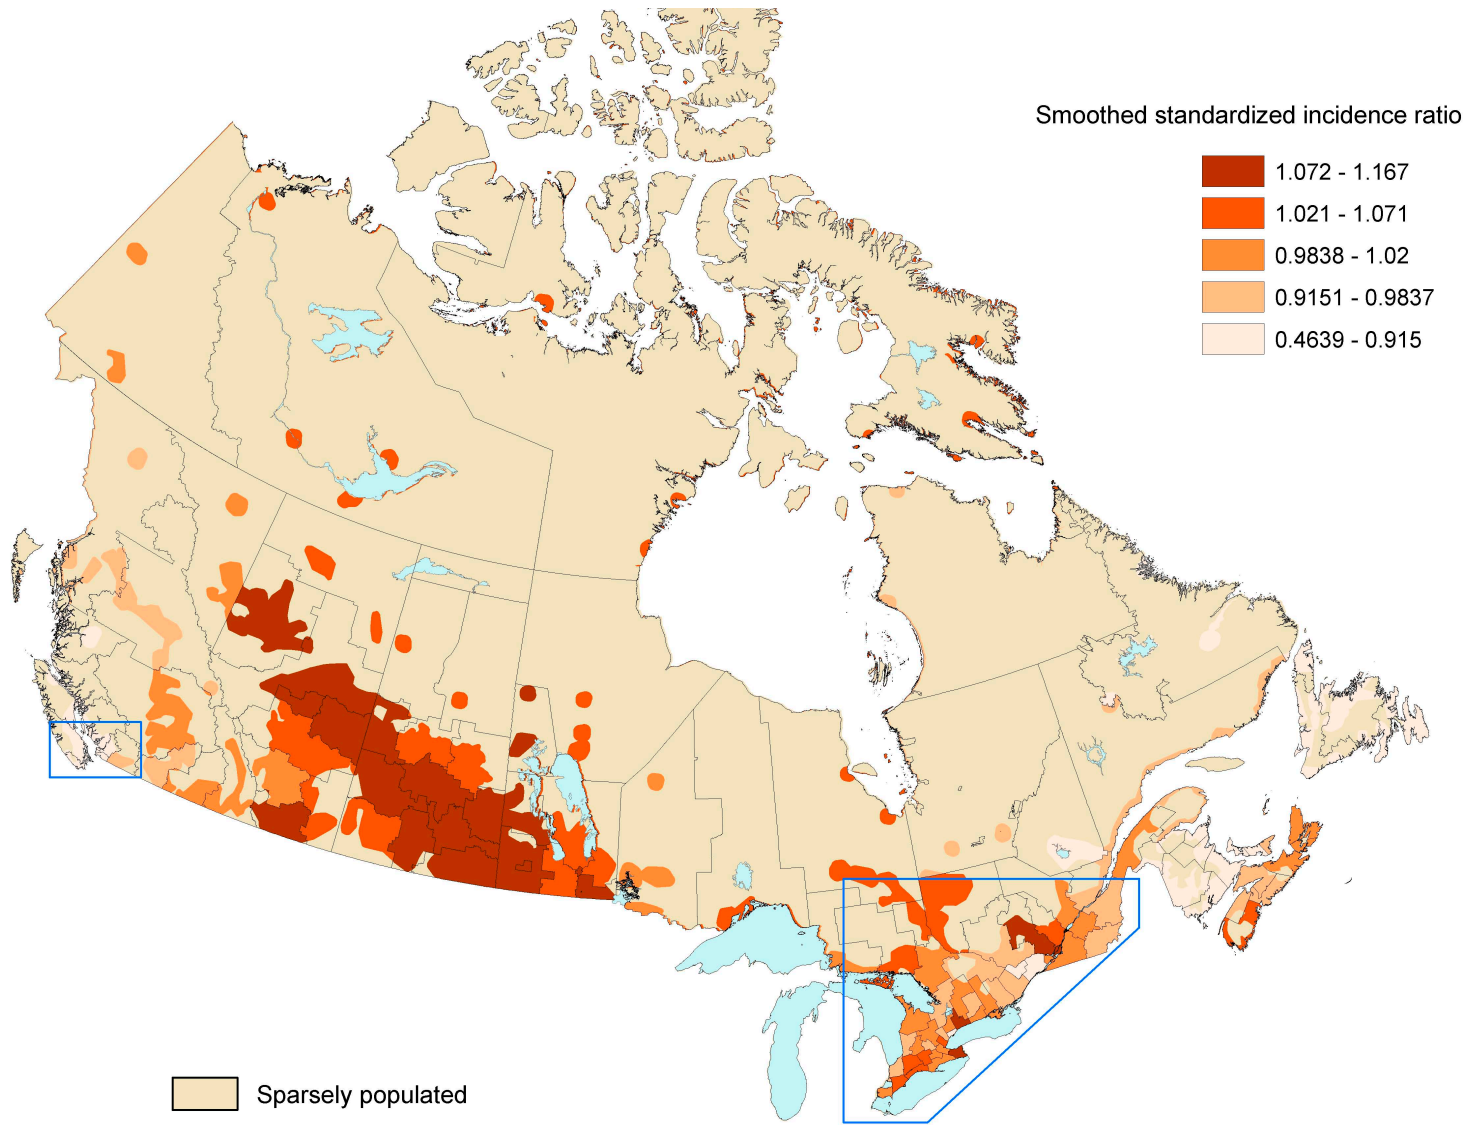 Smoothed standardized incidence ratio
1.072 - 1.167
1.021 - 1.071
0.9838 - 1.02
0.9151 - 0.9837
0.4639 - 0.915
Sparsely populated